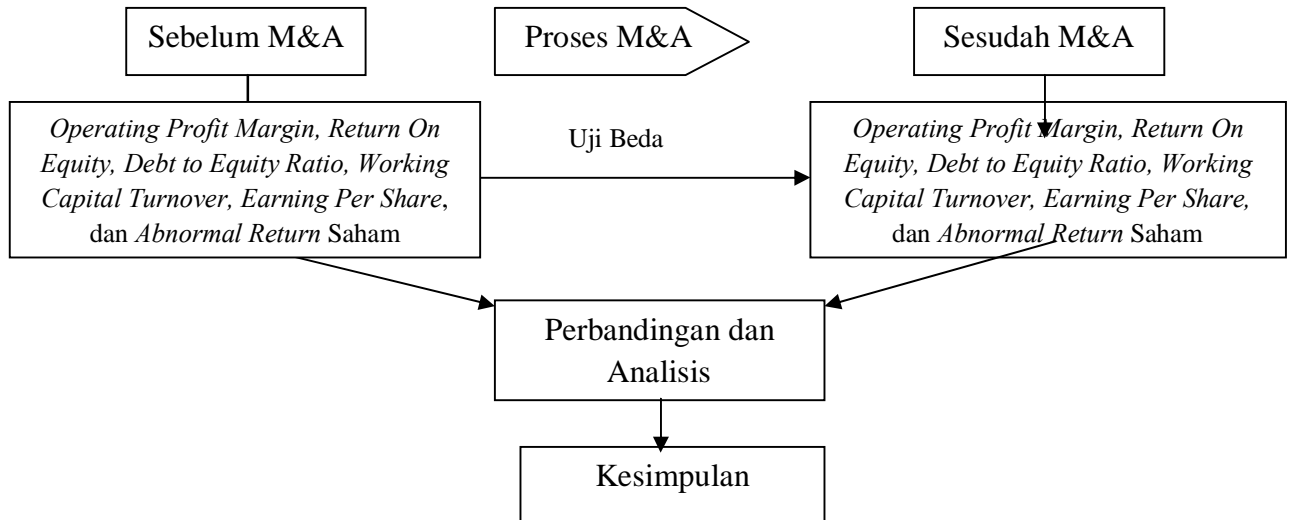 Sebelum M&A
Proses M&A
Sesudah M&A
Operating Profit Margin, Return On
Equity, Debt to Equity Ratio, Working
Capital Turnover, Earning Per Share,
dan Abnormal Return Saham
Uji Beda
Operating Profit Margin, Return On
Equity, Debt to Equity Ratio, Working
Capital Turnover, Earning Per Share,
dan Abnormal Return Saham
Perbandingan dan
Analisis
Kesimpulan